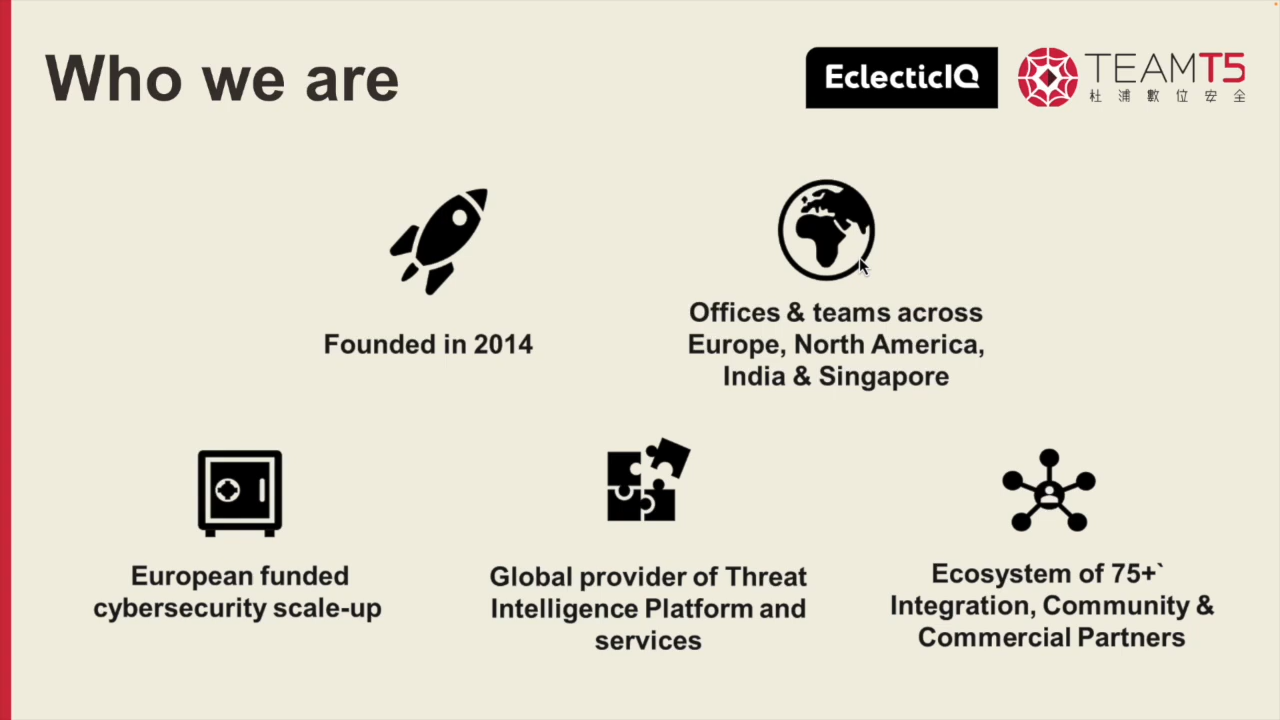 Who we are
EclecticIQ
TEAMT5
杜浦數位安全
Founded in 2014
Offices & teams across
Europe, North America,
India & Singapore
European funded
cybersecurity scale-up
Global provider of Threat
Intelligence Platform and
services
Ecosystem of 75+`
Integration, Community &
Commercial Partners